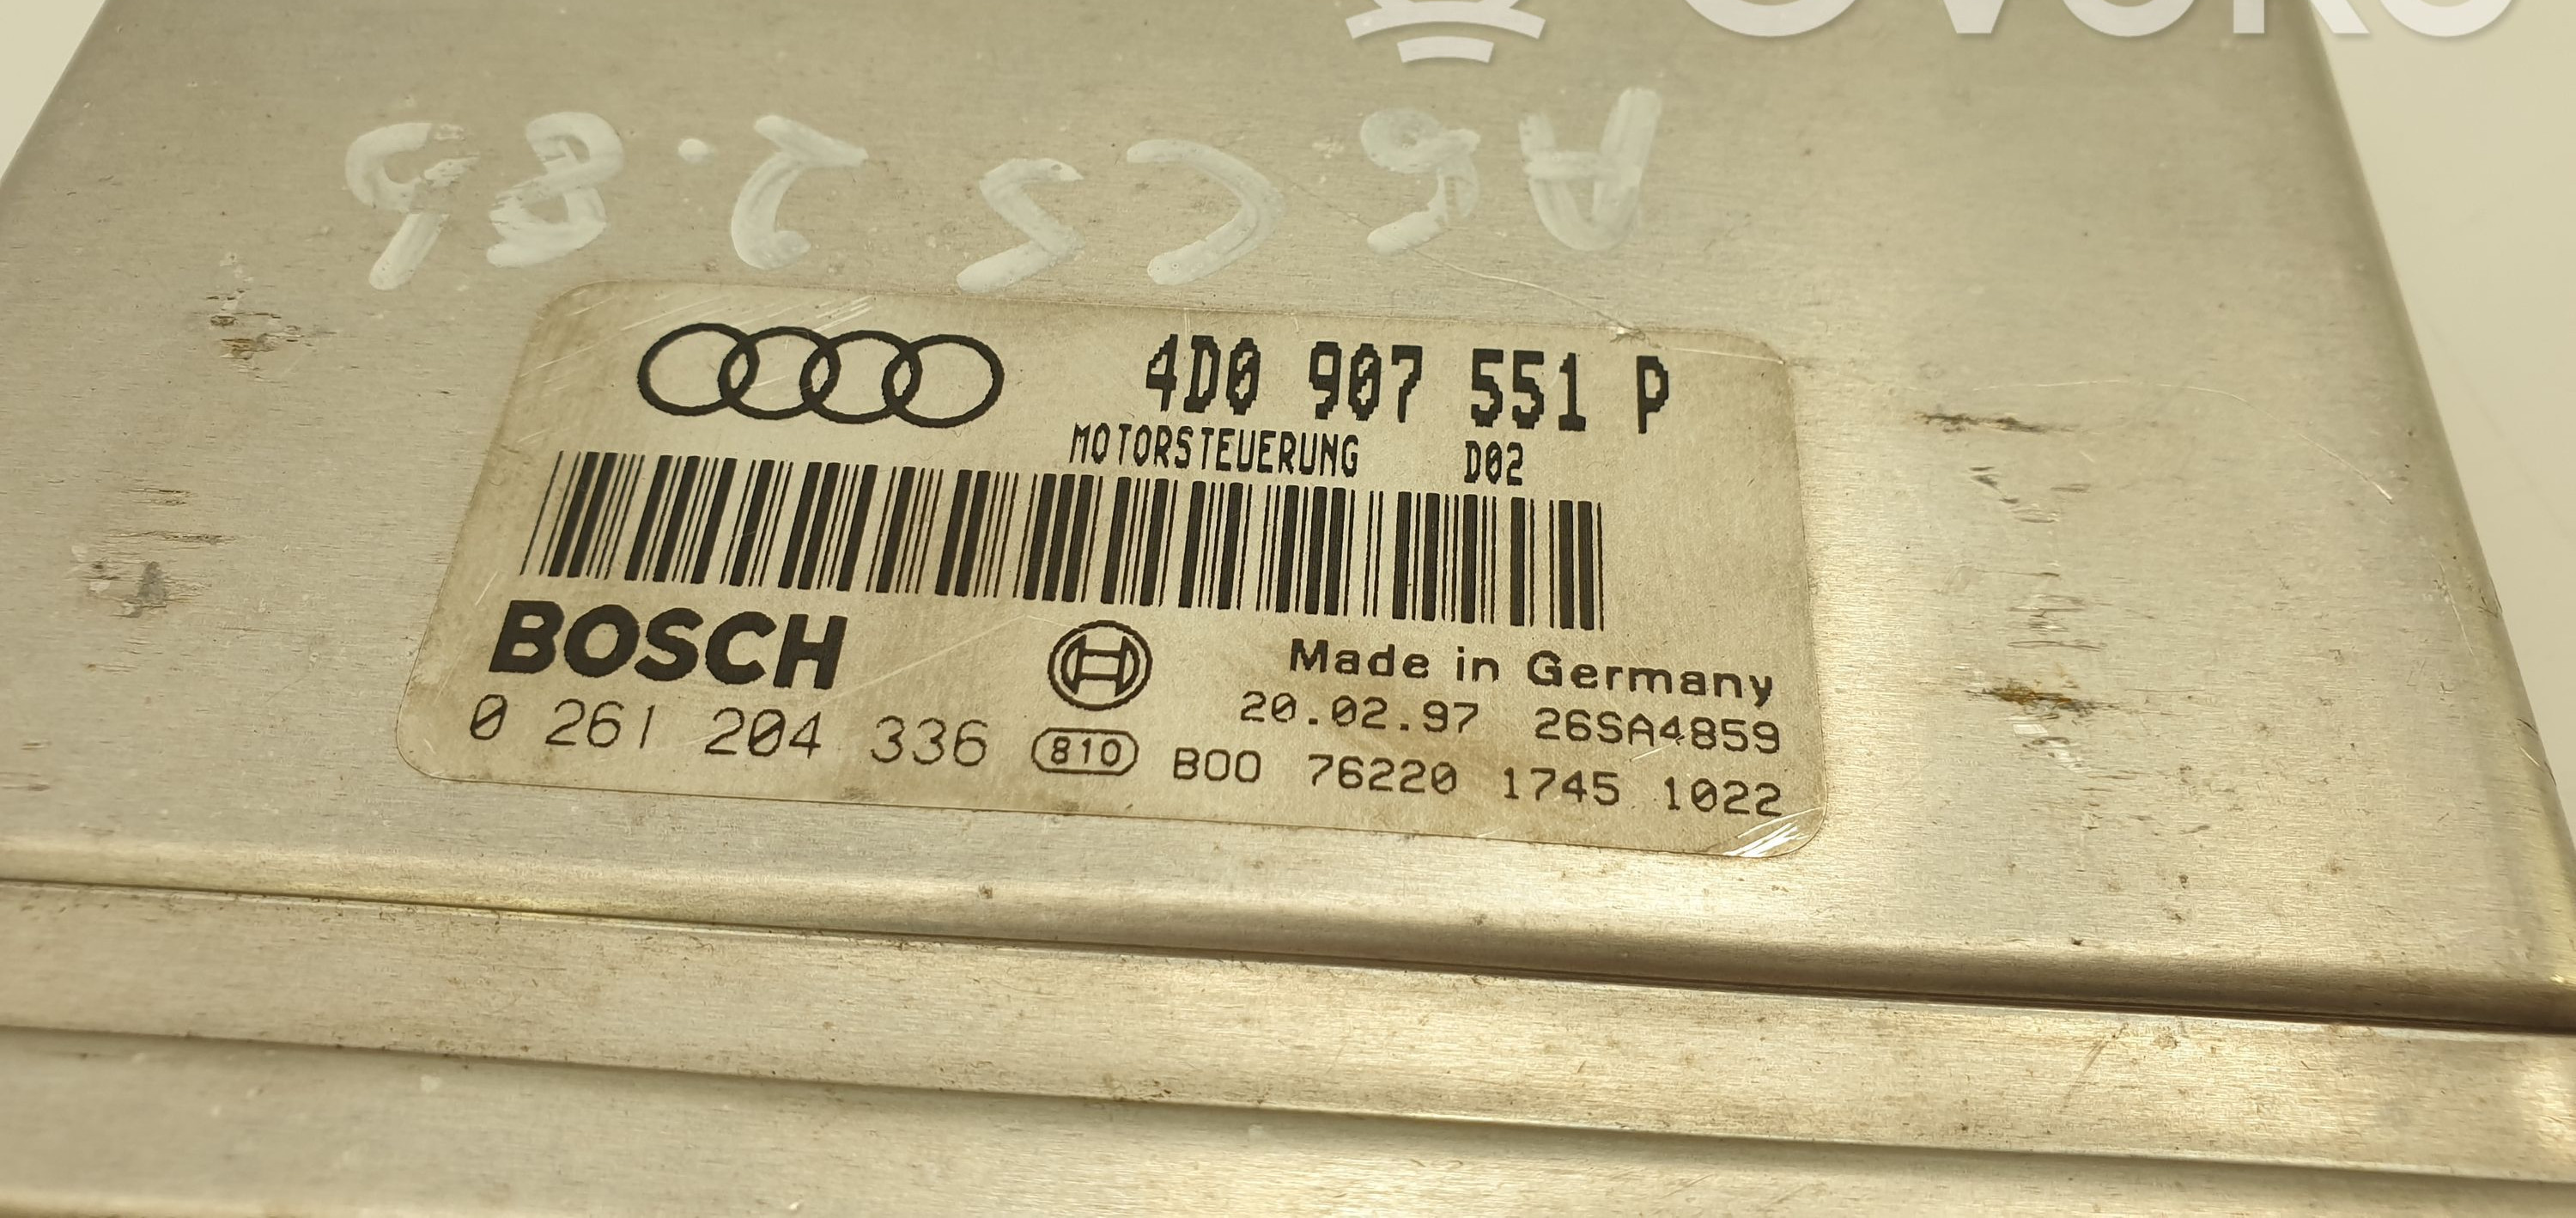 A6 C5 2.8
4D0 907 551 P
MOTORSTEUERUNG D02
BOSCH
Made in Germany
20.02.97 26SA4859
0 261 204 336 810 BOO 76220 1745 1022